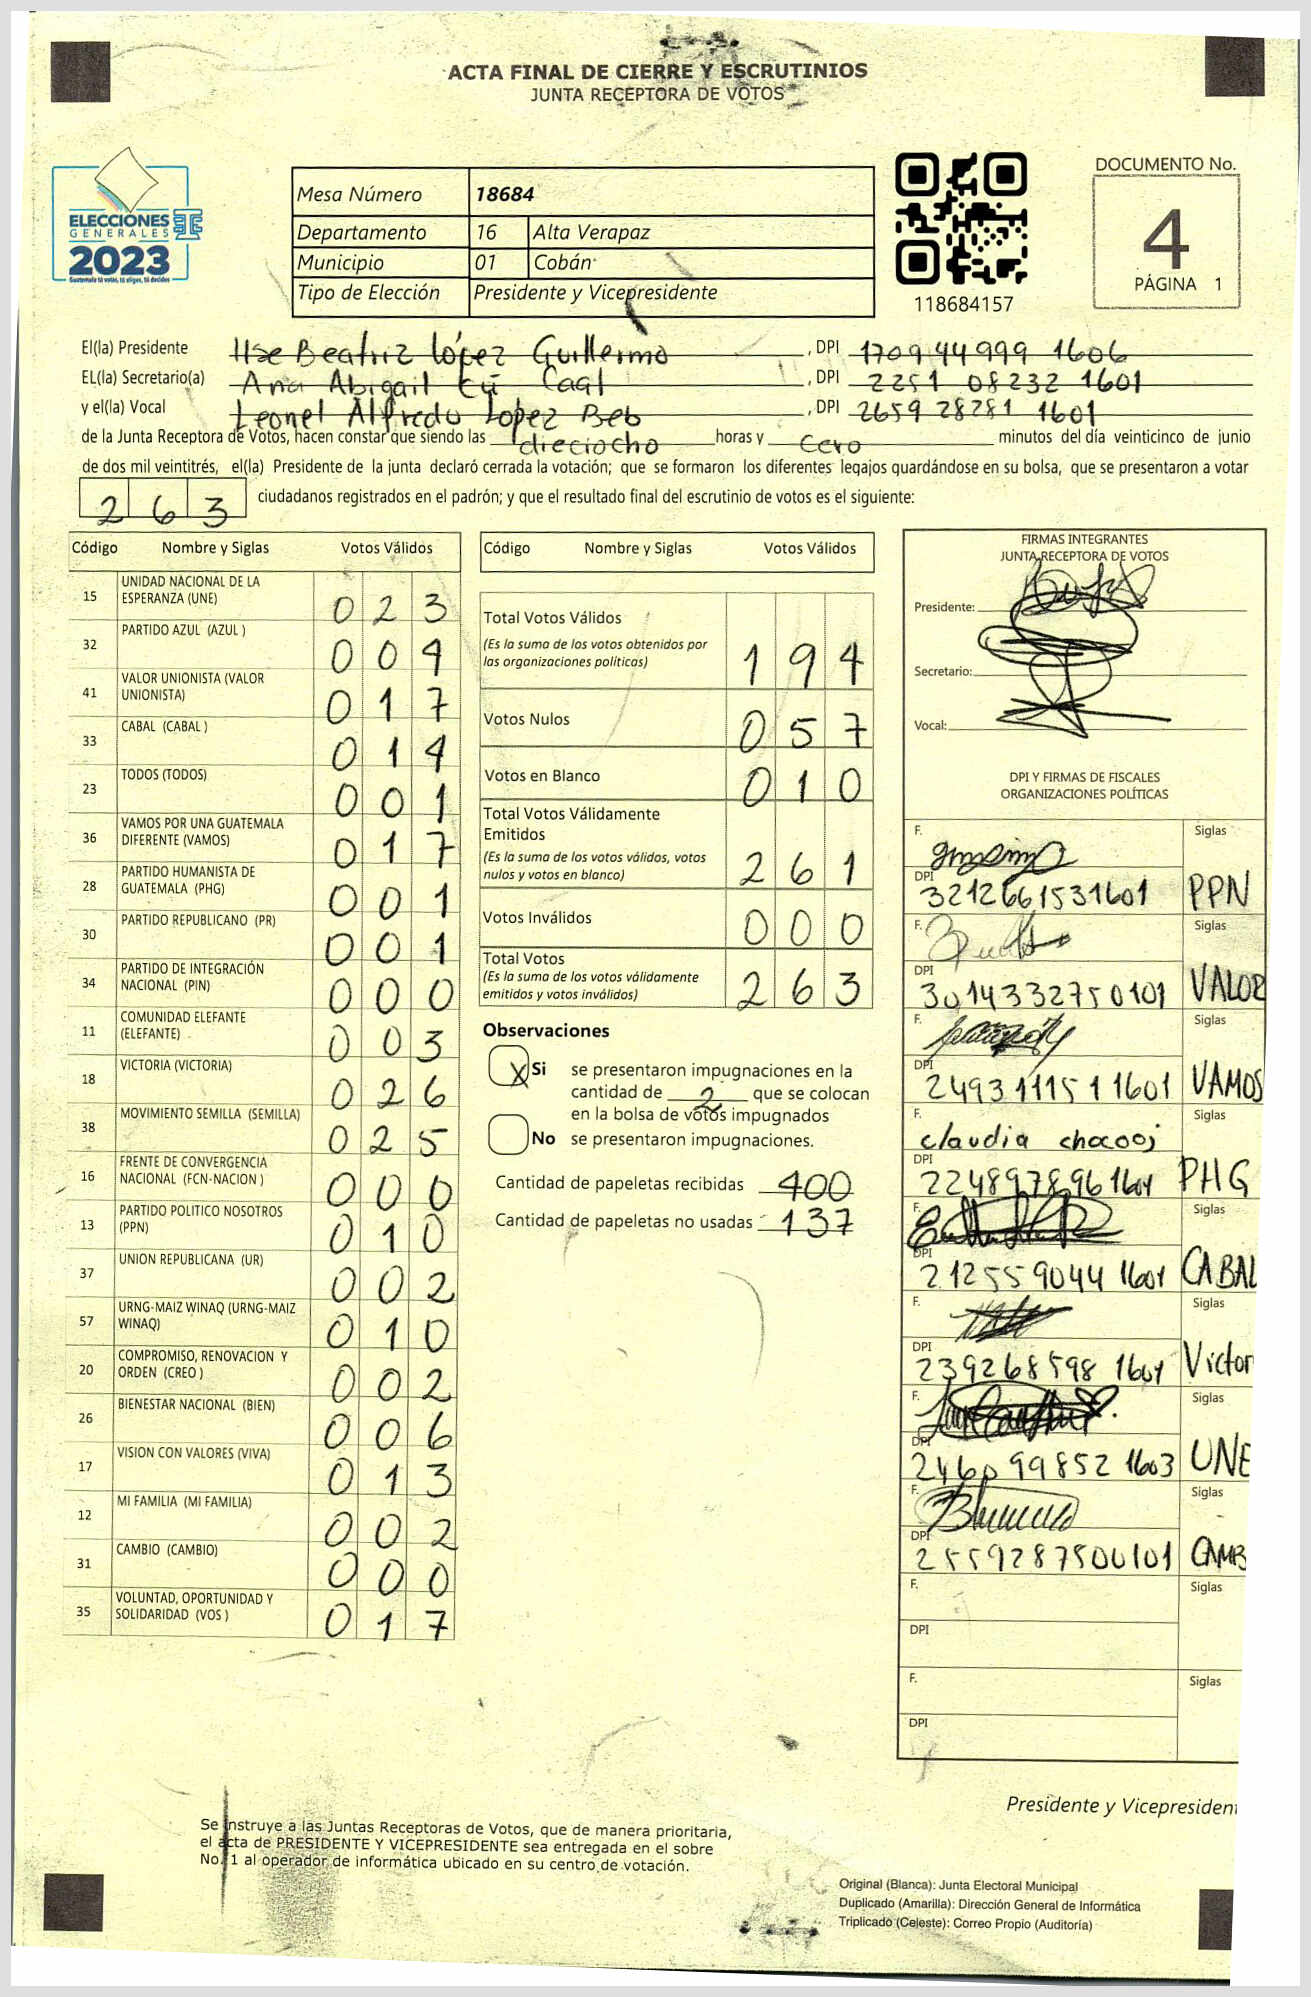 ACTA FINAL DE CIERRE Y ESCRUTINIOS
JUNTA RECEPTORA DE VOTOS
ELECCIONES
GENERALES
2023
Guatemala tú votas, tú eliges, tú decides
Mesa Número 18684
Departamento 16 Alta Verapaz
Municipio 01 Cobán
Tipo de Elección Presidente y Vicepresidente
118684157
DOCUMENTO No.
4
PÁGINA 1
El(la) Presidente Ilse Beatriz López Guillermo, DPI 1709 44999 1606
EL(la) Secretario(a) Ana Abigail Cú Caal, DPI 2251 08232 1601
y el(la) Vocal Leonel Alfredo Lopez Beb, DPI 2659 28281 1601
de la Junta Receptora de Votos, hacen constar que siendo las dieciocho horas y cero minutos del día veinticinco de junio
de dos mil veintitrés, el(la) Presidente de la junta declaró cerrada la votación; que se formaron los diferentes legajos guardándose en su bolsa, que se presentaron a votar
263 ciudadanos registrados en el padrón; y que el resultado final del escrutinio de votos es el siguiente:
Código Nombre y Siglas Votos Válidos
15 UNIDAD NACIONAL DE LA ESPERANZA (UNE) 023
32 PARTIDO AZUL (AZUL ) 004
41 VALOR UNIONISTA (VALOR UNIONISTA) 017
33 CABAL (CABAL ) 014
23 TODOS (TODOS) 001
36 VAMOS POR UNA GUATEMALA DIFERENTE (VAMOS) 017
28 PARTIDO HUMANISTA DE GUATEMALA (PHG) 001
30 PARTIDO REPUBLICANO (PR) 001
34 PARTIDO DE INTEGRACIÓN NACIONAL (PIN) 000
11 COMUNIDAD ELEFANTE (ELEFANTE) 003
18 VICTORIA (VICTORIA) 026
38 MOVIMIENTO SEMILLA (SEMILLA) 025
16 FRENTE DE CONVERGENCIA NACIONAL (FCN-NACION ) 000
13 PARTIDO POLITICO NOSOTROS (PPN) 010
37 UNION REPUBLICANA (UR) 002
57 URNG-MAIZ WINAQ (URNG-MAIZ WINAQ) 010
20 COMPROMISO, RENOVACION Y ORDEN (CREO ) 002
26 BIENESTAR NACIONAL (BIEN) 006
17 VISION CON VALORES (VIVA) 013
12 MI FAMILIA (MI FAMILIA) 002
31 CAMBIO (CAMBIO) 000
35 VOLUNTAD, OPORTUNIDAD Y SOLIDARIDAD (VOS ) 017
Código Nombre y Siglas Votos Válidos
Total Votos Válidos
(Es la suma de los votos obtenidos por
las organizaciones políticas) 194
Votos Nulos 057
Votos en Blanco 010
Total Votos Válidamente
Emitidos
(Es la suma de los votos válidos, votos
nulos y votos en blanco) 261
Votos Inválidos 000
Total Votos
(Es la suma de los votos válidamente
emitidos y votos inválidos) 263
Observaciones
X Si se presentaron impugnaciones en la
cantidad de 2 que se colocan
en la bolsa de votos impugnados
No se presentaron impugnaciones.
Cantidad de papeletas recibidas 400
Cantidad de papeletas no usadas 137
FIRMAS INTEGRANTES
JUNTA RECEPTORA DE VOTOS
Presidente:
Secretario:
Vocal:
DPI Y FIRMAS DE FISCALES
ORGANIZACIONES POLÍTICAS
F. Siglas
DPI 3212661531601 PPN
F. Siglas
DPI 3014332750101 VALOR
F. Siglas
DPI 2493111511601 VAMOS
F. claudia chocooj Siglas
DPI 2248978961601 PHG
F. Siglas
DPI 212559044 1601 CABAL
F. Siglas
DPI 239268598 1601 Victor
F. Siglas
DPI 2460 99852 1603 UNE
F. Siglas
DPI 2559287500101 CAMB
F. Siglas
DPI
F. Siglas
DPI
Presidente y Vicepresident
Se instruye a las Juntas Receptoras de Votos, que de manera prioritaria,
el acta de PRESIDENTE Y VICEPRESIDENTE sea entregada en el sobre
No. 1 al operador de informática ubicado en su centro de votación.
Original (Blanca): Junta Electoral Municipal
Duplicado (Amarilla): Dirección General de Informática
Triplicado (Celeste): Correo Propio (Auditoría)